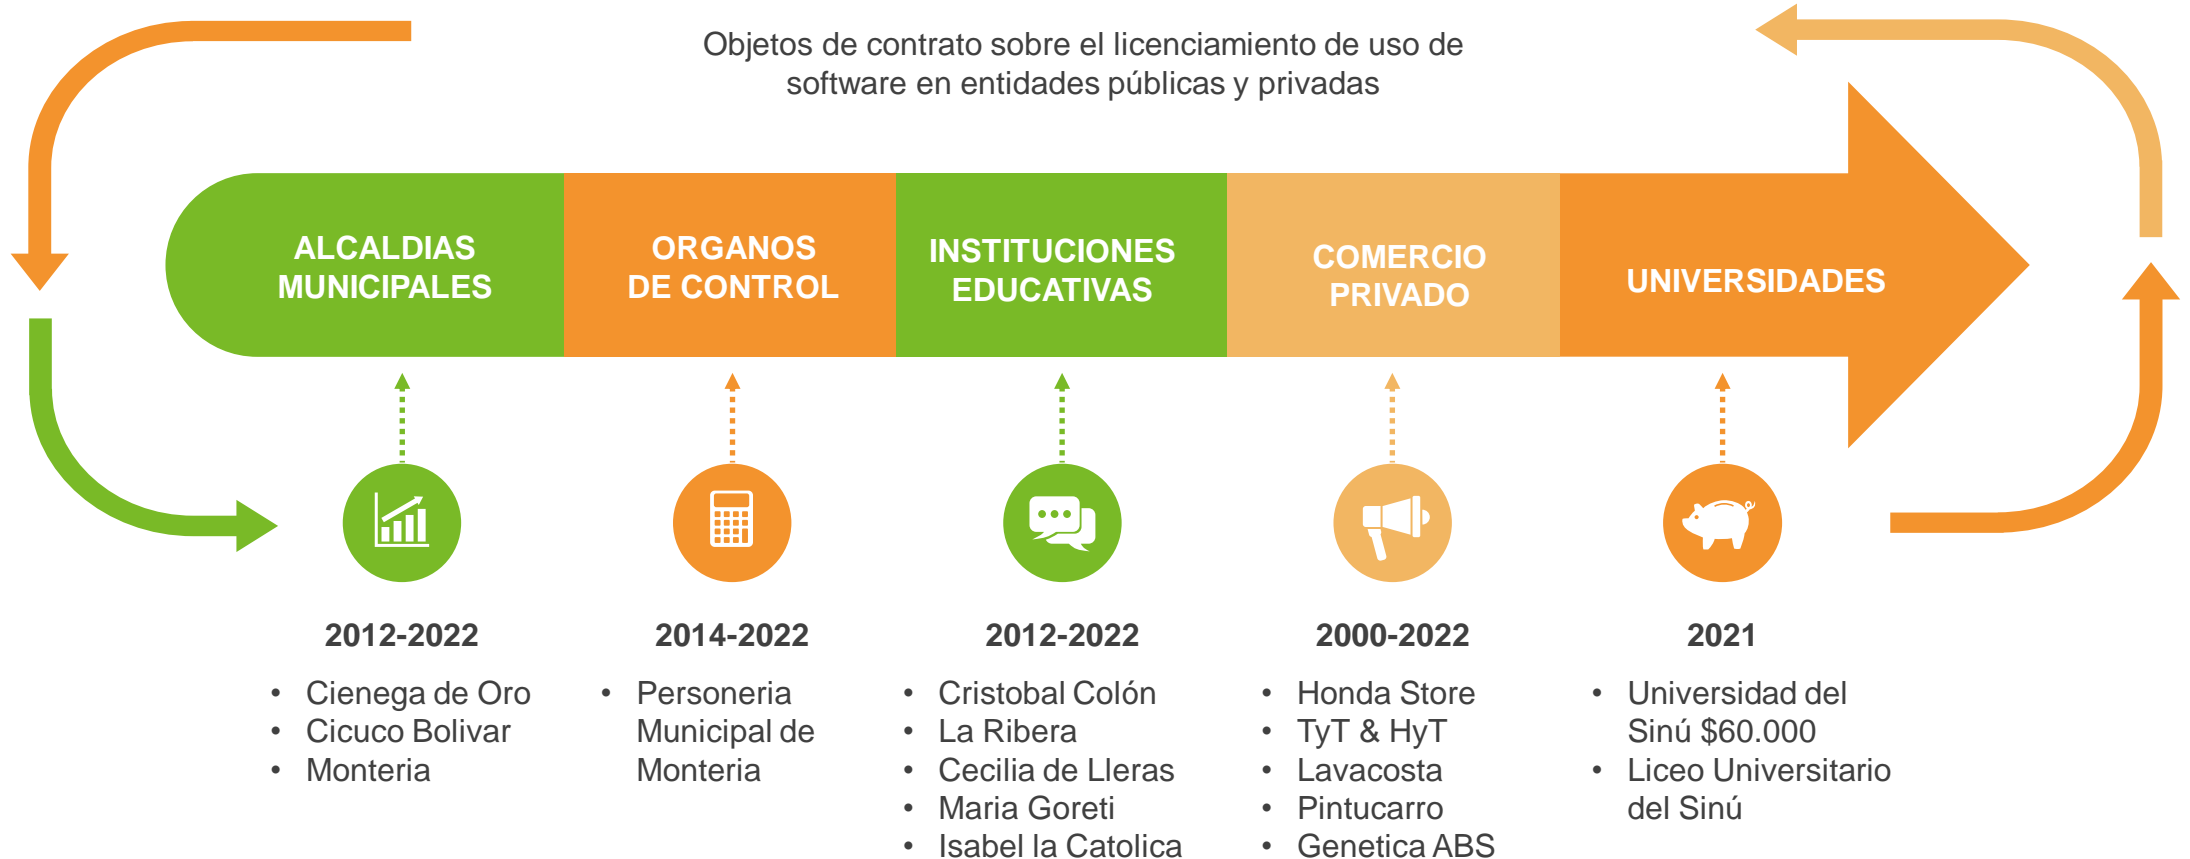 Objetos de contrato sobre el licenciamiento de uso de
software en entidades públicas y privadas
ALCALDIAS
MUNICIPALES
ORGANOS
DE CONTROL
INSTITUCIONES
EDUCATIVAS
COMERCIO
PRIVADO
UNIVERSIDADES
2012-2022
• Cienega de Oro
• Cicuco Bolivar
• Monteria
2014-2022
• Personeria
Municipal de
Monteria
2012-2022
• Cristobal Colón
• La Ribera
• Cecilia de Lleras
• Maria Goreti
• Isabel la Catolica
2000-2022
• Honda Store
• TyT & HyT
• Lavacosta
• Pintucarro
• Genetica ABS
2021
• Universidad del
Sinú $60.000
• Liceo Universitario
del Sinú